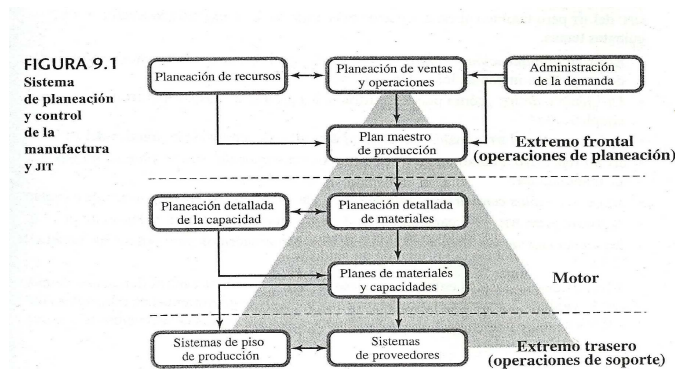 FIGURA 9.1
Sistema
de planeación
y control
de la
manufactura
y JIT
Planeación de recursos
Planeación de ventas
y operaciones
Administración
de la demanda
Plan maestro
de producción
Extremo frontal
(operaciones de planeación)
Planeación detallada
de la capacidad
Planeación detallada
de materiales
Planes de materiales
y capacidades
Motor
Sistemas de piso
de producción
Sistemas
de proveedores
Extremo trasero
(operaciones de soporte)